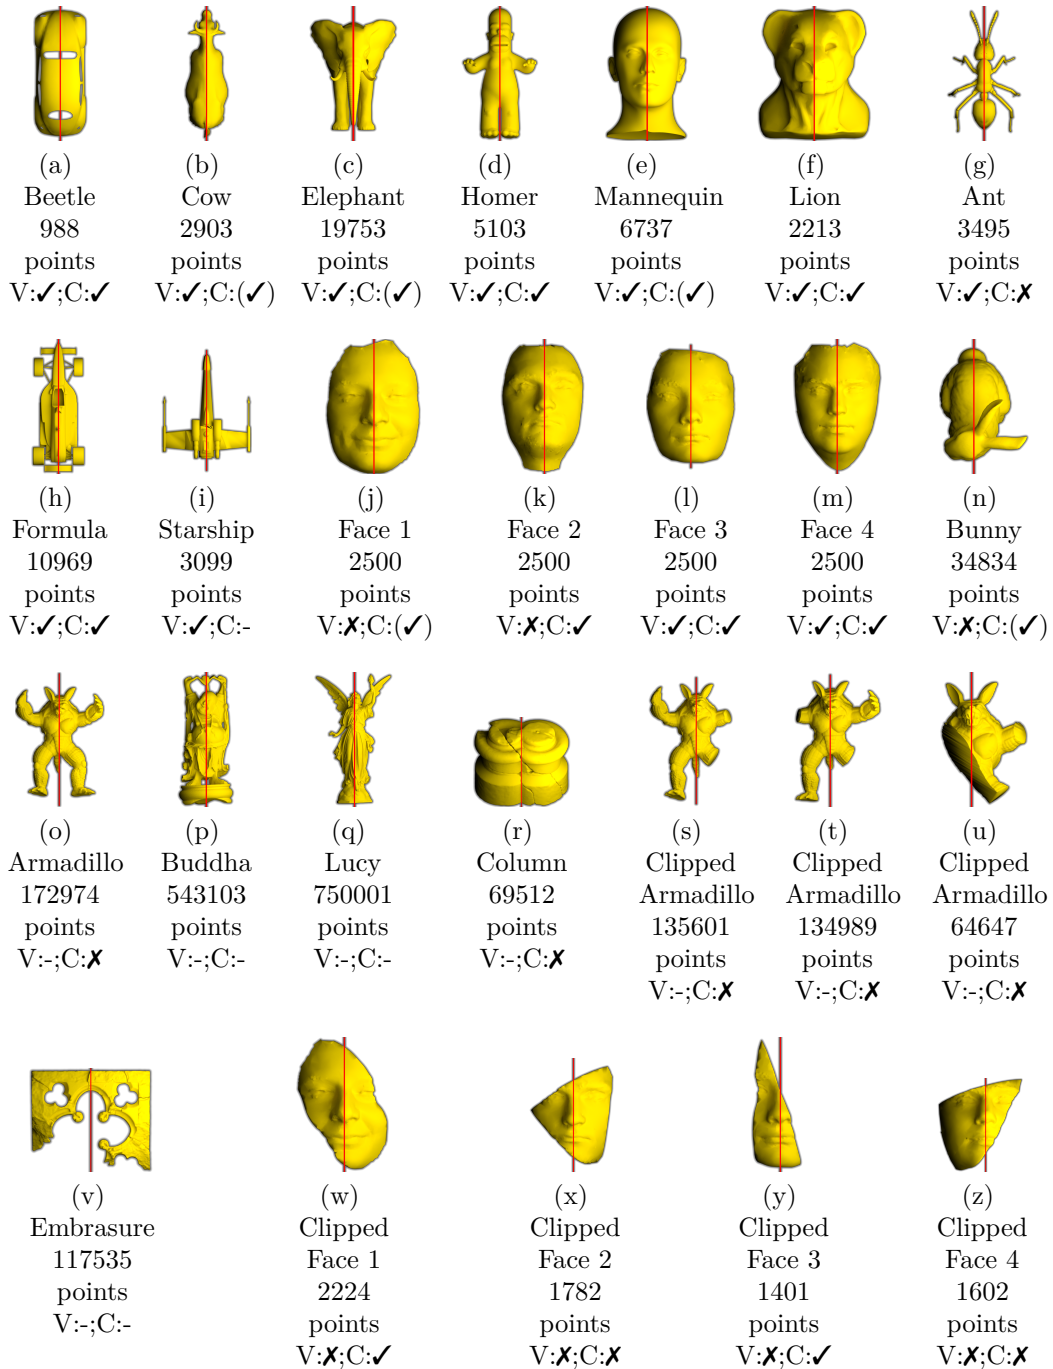 (a) (b) (c) (d) (e) (f) (g)
Beetle Cow Elephant Homer Mannequin Lion Ant
988 2903 19753 5103 6737 2213 3495
points points points points points points points
V:✓;C:✓ V:✓;C:(✓) V:✓;C:(✓) V:✓;C:✓ V:✓;C:(✓) V:✓;C:✓ V:✓;C:✗
(h) (i) (j) (k) (l) (m) (n)
Formula Starship Face 1 Face 2 Face 3 Face 4 Bunny
10969 3099 2500 2500 2500 2500 34834
points points points points points points points
V:✓;C:✓ V:✓;C:- V:✗;C:(✓) V:✗;C:✓ V:✓;C:✓ V:✓;C:✓ V:✗;C:(✓)
(o) (p) (q) (r) (s) (t) (u)
Armadillo Buddha Lucy Column Clipped Clipped Clipped
172974 543103 750001 69512 Armadillo Armadillo Armadillo
points points points points 135601 134989 64647
V:-;C:✗ V:-;C:- V:-;C:- V:-;C:✗ points points points
V:-;C:✗ V:-;C:✗ V:-;C:✗
(v) (w) (x) (y) (z)
Embrasure Clipped Clipped Clipped Clipped
117535 Face 1 Face 2 Face 3 Face 4
points 2224 1782 1401 1602
V:-;C:- points points points points
V:✗;C:✓ V:✗;C:✗ V:✗;C:✓ V:✗;C:✗